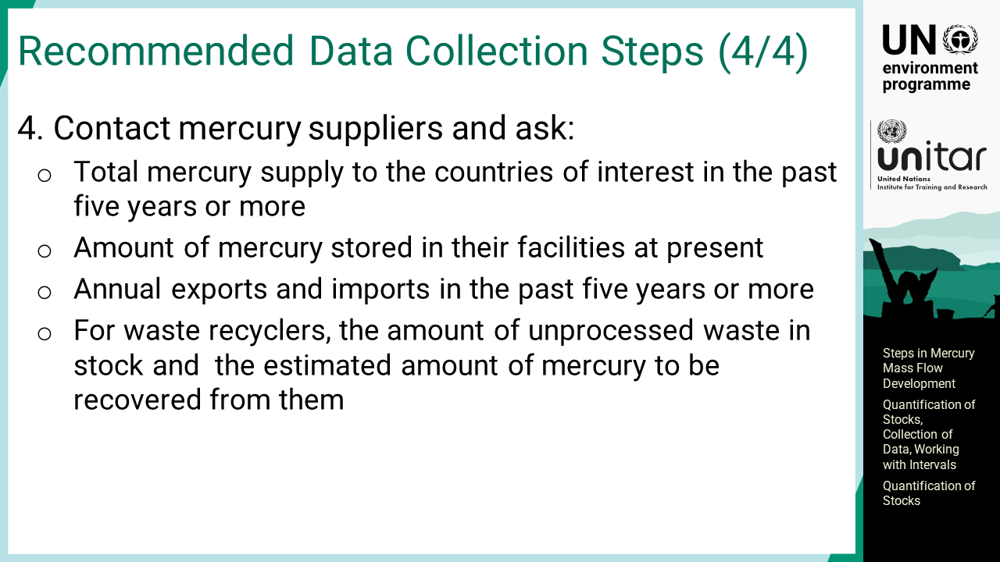 Recommended Data Collection Steps (4/4)
4. Contact mercury suppliers and ask:
o Total mercury supply to the countries of interest in the past
five years or more
o Amount of mercury stored in their facilities at present
o Annual exports and imports in the past five years or more
o For waste recyclers, the amount of unprocessed waste in
stock and  the estimated amount of mercury to be
recovered from them
UN
environment
programme
unitar
United Nations
Institute for Training and Research
Steps in Mercury
Mass Flow
Development
Quantification of
Stocks,
Collection of
Data, Working
with Intervals
Quantification of
Stocks